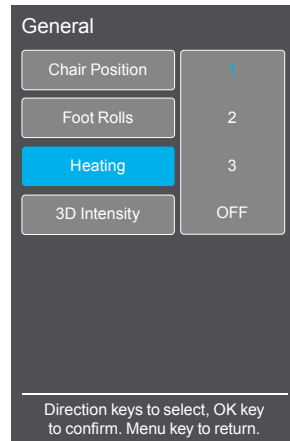 General
Chair Position
1
Foot Rolls
2
Heating
3
3D Intensity
OFF
Direction keys to select, OK key
to confirm. Menu key to return.